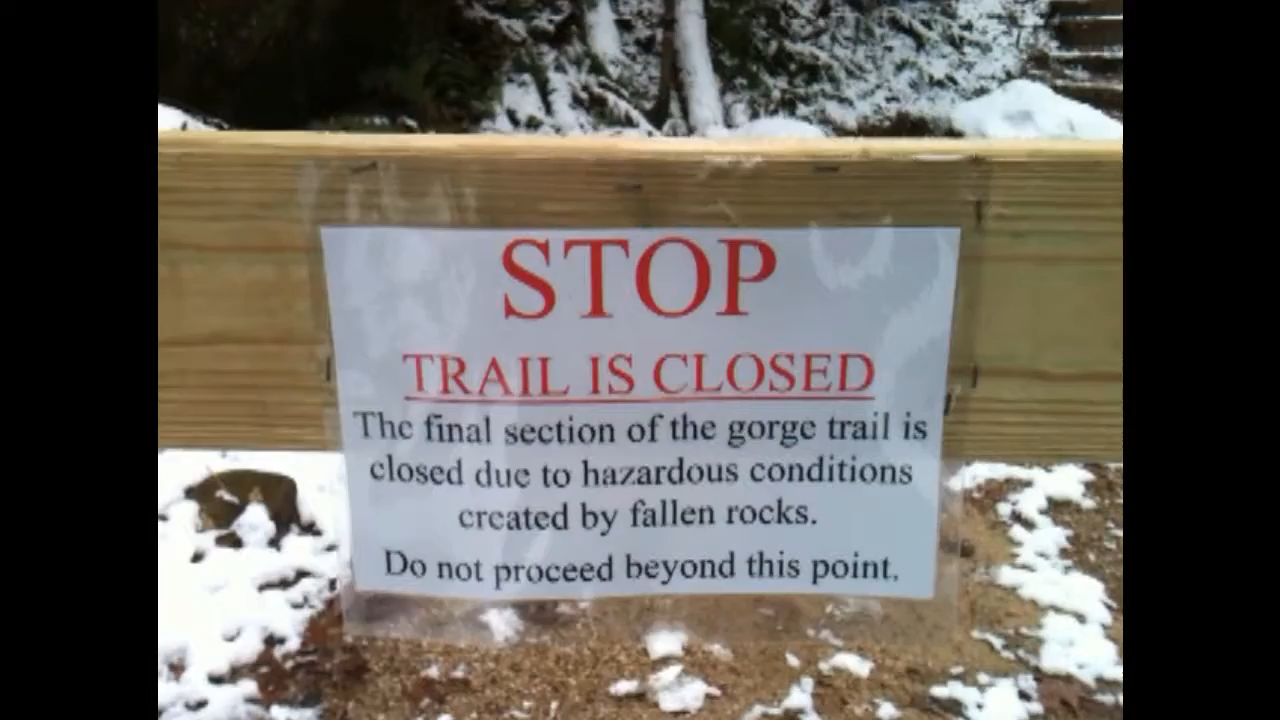 STOP
TRAIL IS CLOSED
The final section of the gorge trail is
closed due to hazardous conditions
created by fallen rocks.
Do not proceed beyond this point.